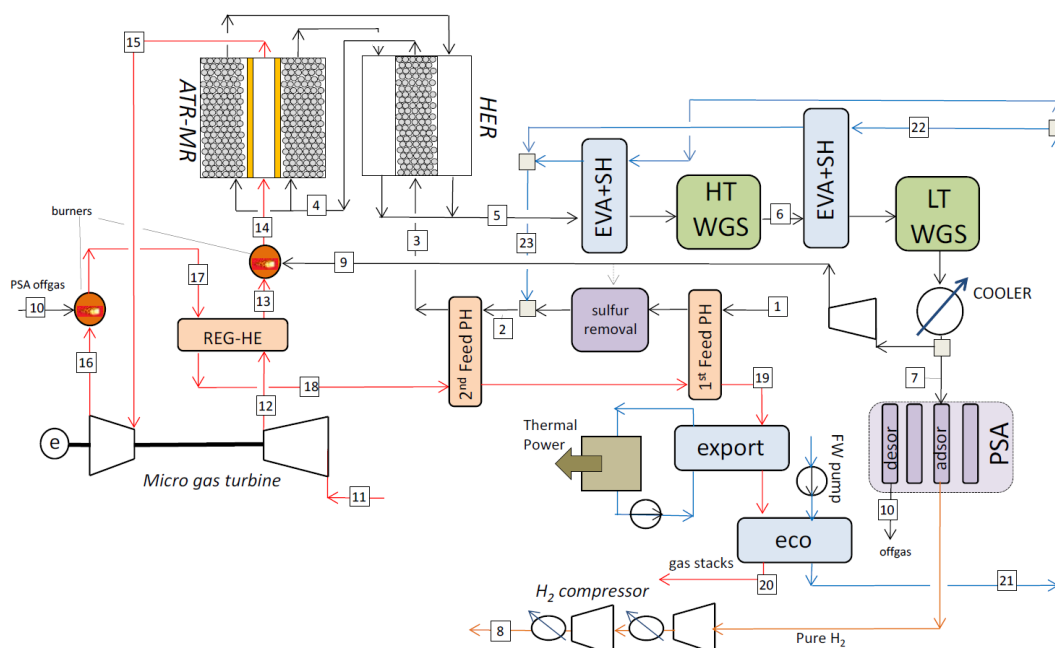 15
ATR-MR
HER
4
burners
14
5
EVA+SH
HT
WGS
6
EVA+SH
22
LT
WGS
3
23
9
PSA offgas
10
17
13
REG-HE
16
12
18
2nd Feed PH
2
sulfur
removal
1st Feed PH
1
COOLER
7
19
e
Micro gas turbine
11
Thermal
Power
export
FW pump
desor
adsor
PSA
10
offgas
eco
gas stacks
20
21
H2 compressor
8
Pure H2